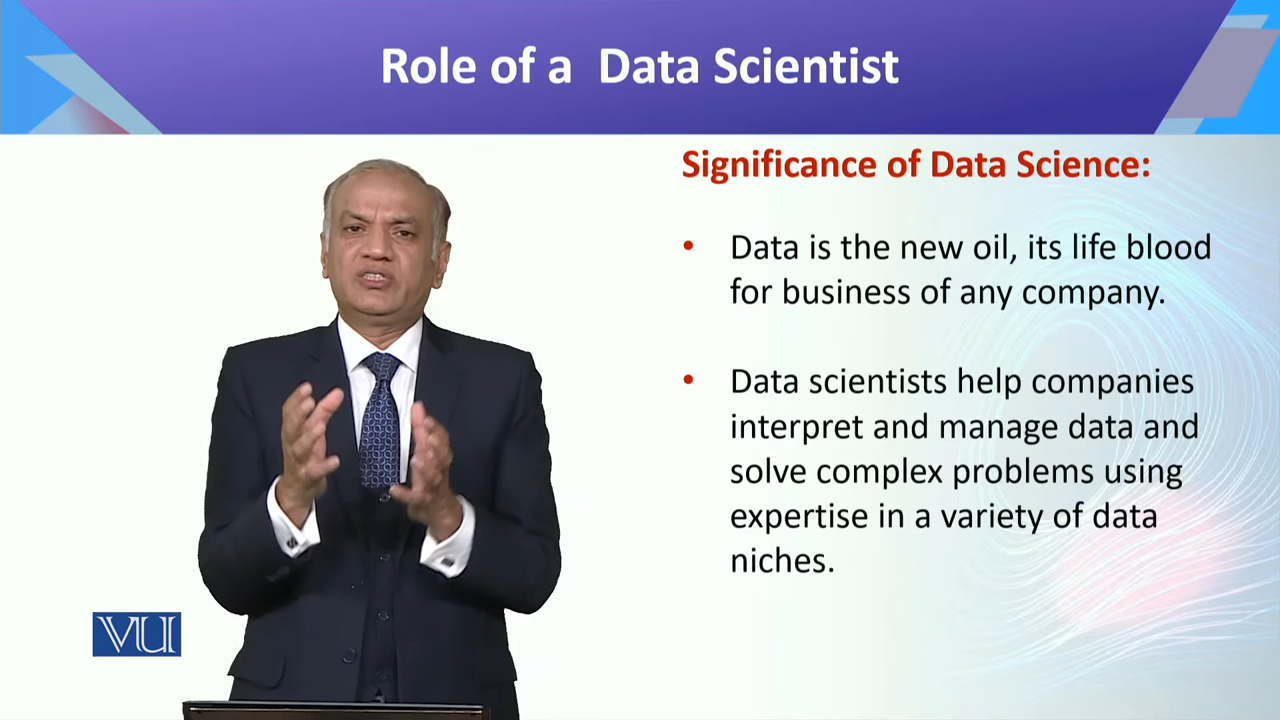 Role of a Data Scientist
Significance of Data Science:
• Data is the new oil, its life blood
for business of any company.
• Data scientists help companies
interpret and manage data and
solve complex problems using
expertise in a variety of data
niches.
VU